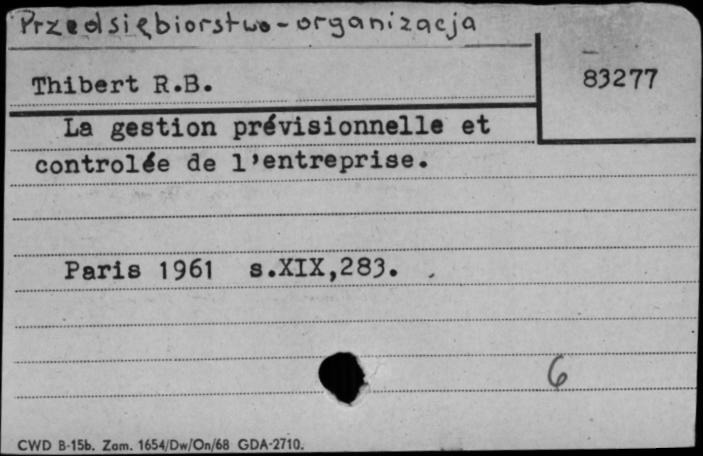 Przedsiębiorstwo-organizacja
Thibert R.B.
83277
La gestion prévisionnelle et
controlée de l'entreprise.
Paris 1961 s.XIX,283.
6
CWD B-15b. Zam. 1654/Dw/On/68 GDA-2710.